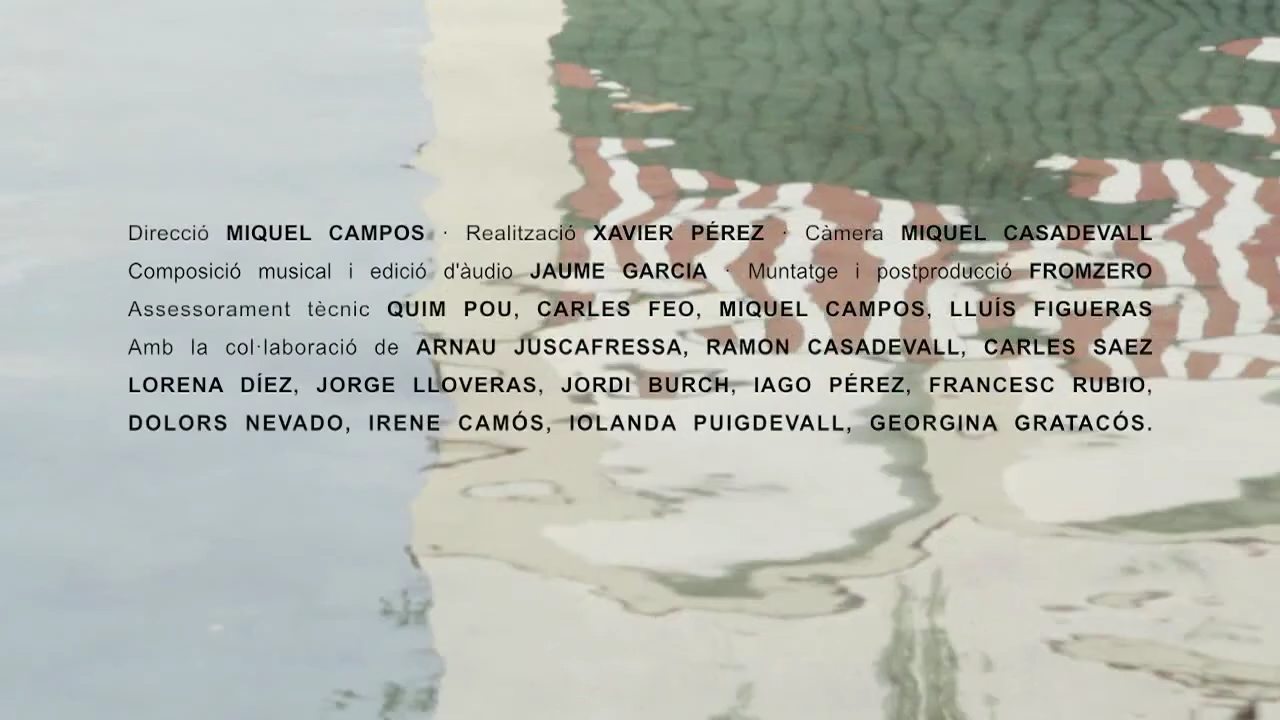 Direcció MIQUEL CAMPOS · Realització XAVIER PÉREZ · Càmera MIQUEL CASADEVALL
Composició musical i edició d'àudio JAUME GARCIA · Muntatge i postproducció FROMZERO
Assessorament tècnic QUIM POU, CARLES FEO, MIQUEL CAMPOS, LLUÍS FIGUERAS
Amb la col·laboració de ARNAU JUSCAFRESSA, RAMON CASADEVALL, CARLES SAEZ
LORENA DÍEZ, JORGE LLOVERAS, JORDI BURCH, IAGO PÉREZ, FRANCESC RUBIO,
DOLORS NEVADO, IRENE CAMÓS, IOLANDA PUIGDEVALL, GEORGINA GRATACÓS.